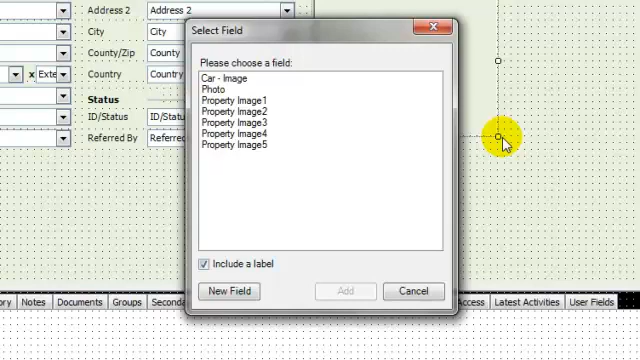 Address 2 Address 2
City City
County/Zip County
x Exte Country Country
Status
ID/Status ID/Statu
Referred By Referre
Select Field
Please choose a field:
Car - Image
Photo
Property Image1
Property Image2
Property Image3
Property Image4
Property Image5
Include a label
New Field Add Cancel
ory Notes Documents Groups Seconda Access Latest Activities User Fields